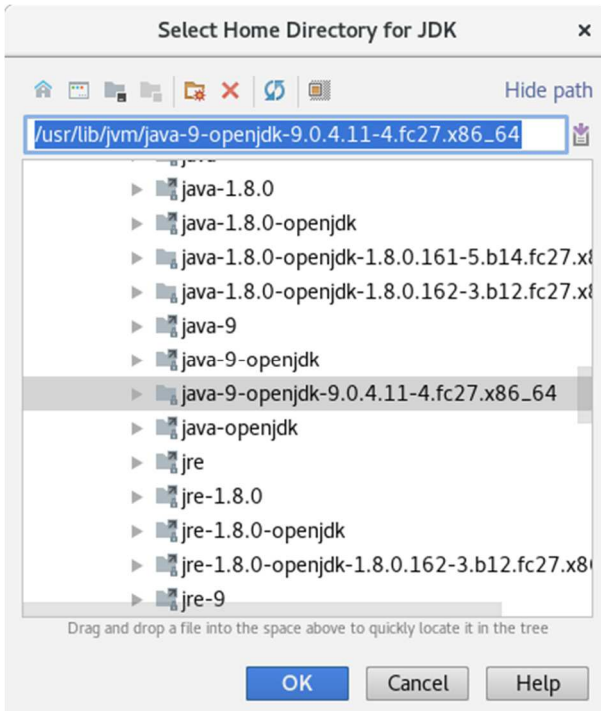 Select Home Directory for JDK
Hide path
/usr/lib/jvm/java-9-openjdk-9.0.4.11-4.fc27.x86_64
java
java-1.8.0
java-1.8.0-openjdk
java-1.8.0-openjdk-1.8.0.161-5.b14.fc27.x8
java-1.8.0-openjdk-1.8.0.162-3.b12.fc27.x8
java-9
java-9-openjdk
java-9-openjdk-9.0.4.11-4.fc27.x86_64
java-openjdk
jre
jre-1.8.0
jre-1.8.0-openjdk
jre-1.8.0-openjdk-1.8.0.162-3.b12.fc27.x8
jre-9
Drag and drop a file into the space above to quickly locate it in the tree
OK Cancel Help